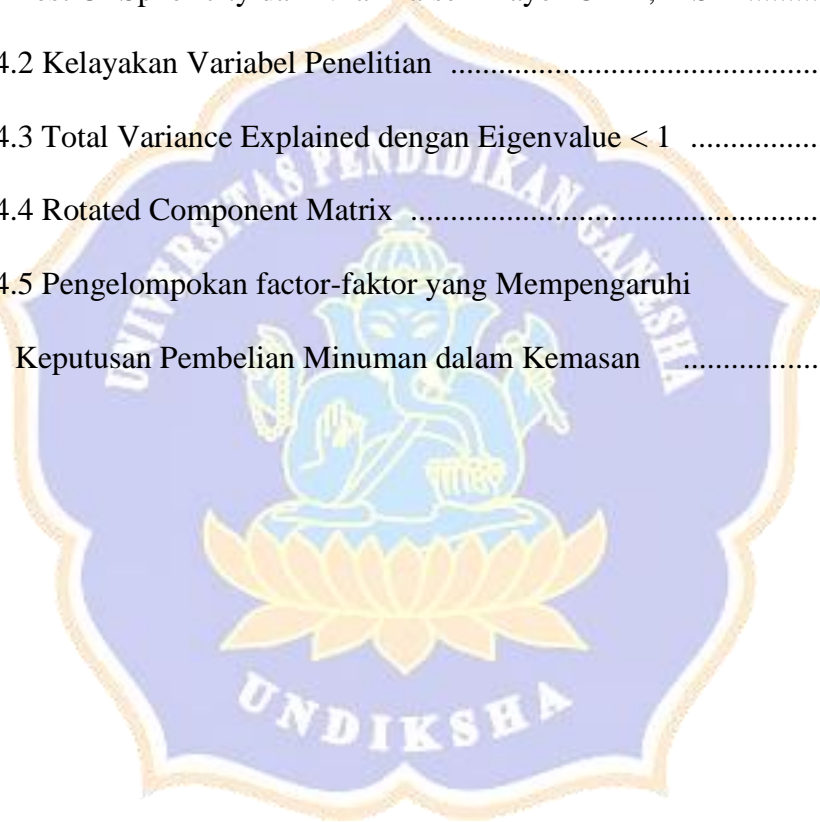 4.2 Kelayakan Variabel Penelitian ..............................................
4.3 Total Variance Explained dengan Eigenvalue < 1 ................
4.4 Rotated Component Matrix ...................................................
4.5 Pengelompokan factor-faktor yang Mempengaruhi
Keputusan Pembelian Minuman dalam Kemasan .................
UNIVERSITAS PENDIDIKAN GANESHA
UNDIKSHA